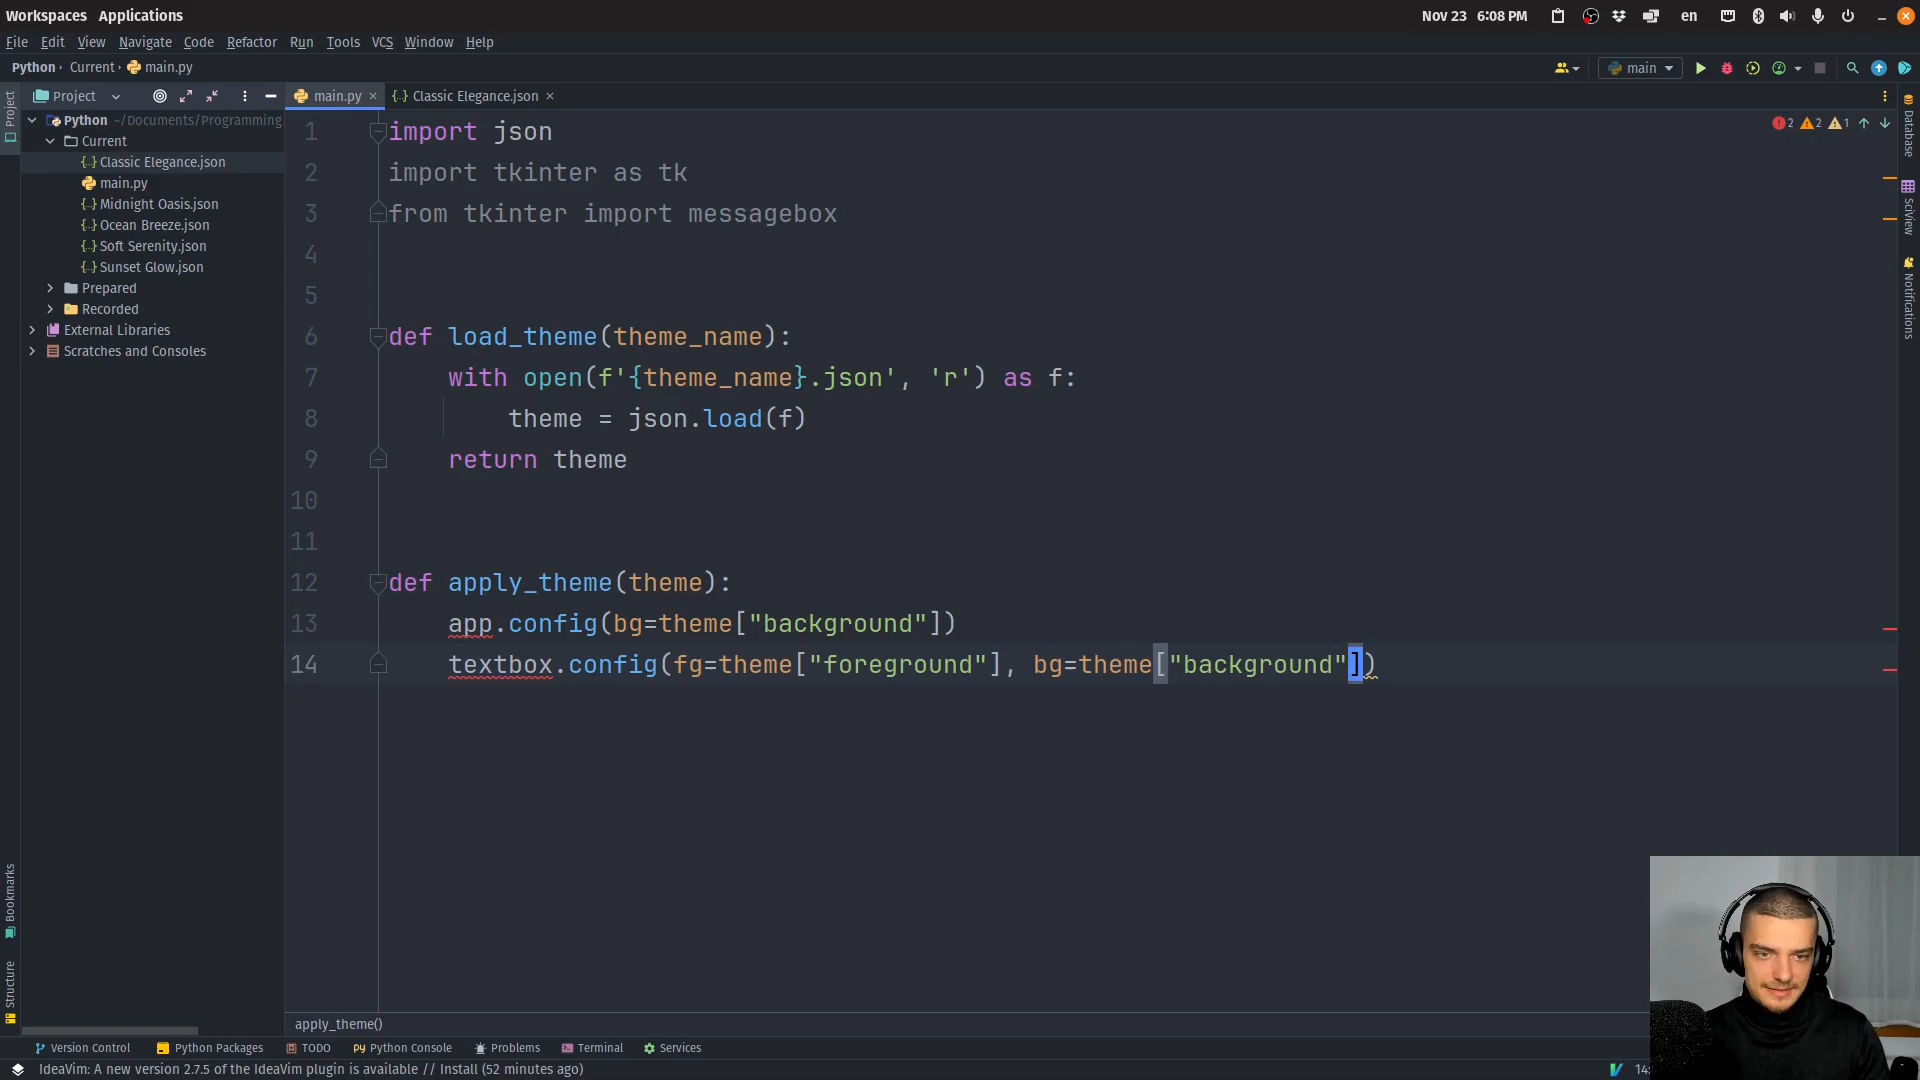 Workspaces Applications
Nov 23 6:08 PM
en
File Edit View Navigate Code Refactor Run Tools VCS Window Help
Python Current main.py
main
Project
main.py
Classic Elegance.json
2 2 1
Python ~/Documents/Programming
Current
Classic Elegance.json
main.py
Midnight Oasis.json
Ocean Breeze.json
Soft Serenity.json
Sunset Glow.json
Prepared
Recorded
External Libraries
Scratches and Consoles
Project
Bookmarks
Structure
1 import json
2 import tkinter as tk
3 from tkinter import messagebox
4
5
6 def load_theme(theme_name):
7 with open(f'{theme_name}.json', 'r') as f:
8 theme = json.load(f)
9 return theme
10
11
12 def apply_theme(theme):
13 app.config(bg=theme["background"])
14 textbox.config(fg=theme["foreground"], bg=theme["background"])
Database
SciView
Notifications
apply_theme()
Version Control Python Packages TODO Python Console Problems Terminal Services
IdeaVim: A new version 2.7.5 of the IdeaVim plugin is available // Install (52 minutes ago)